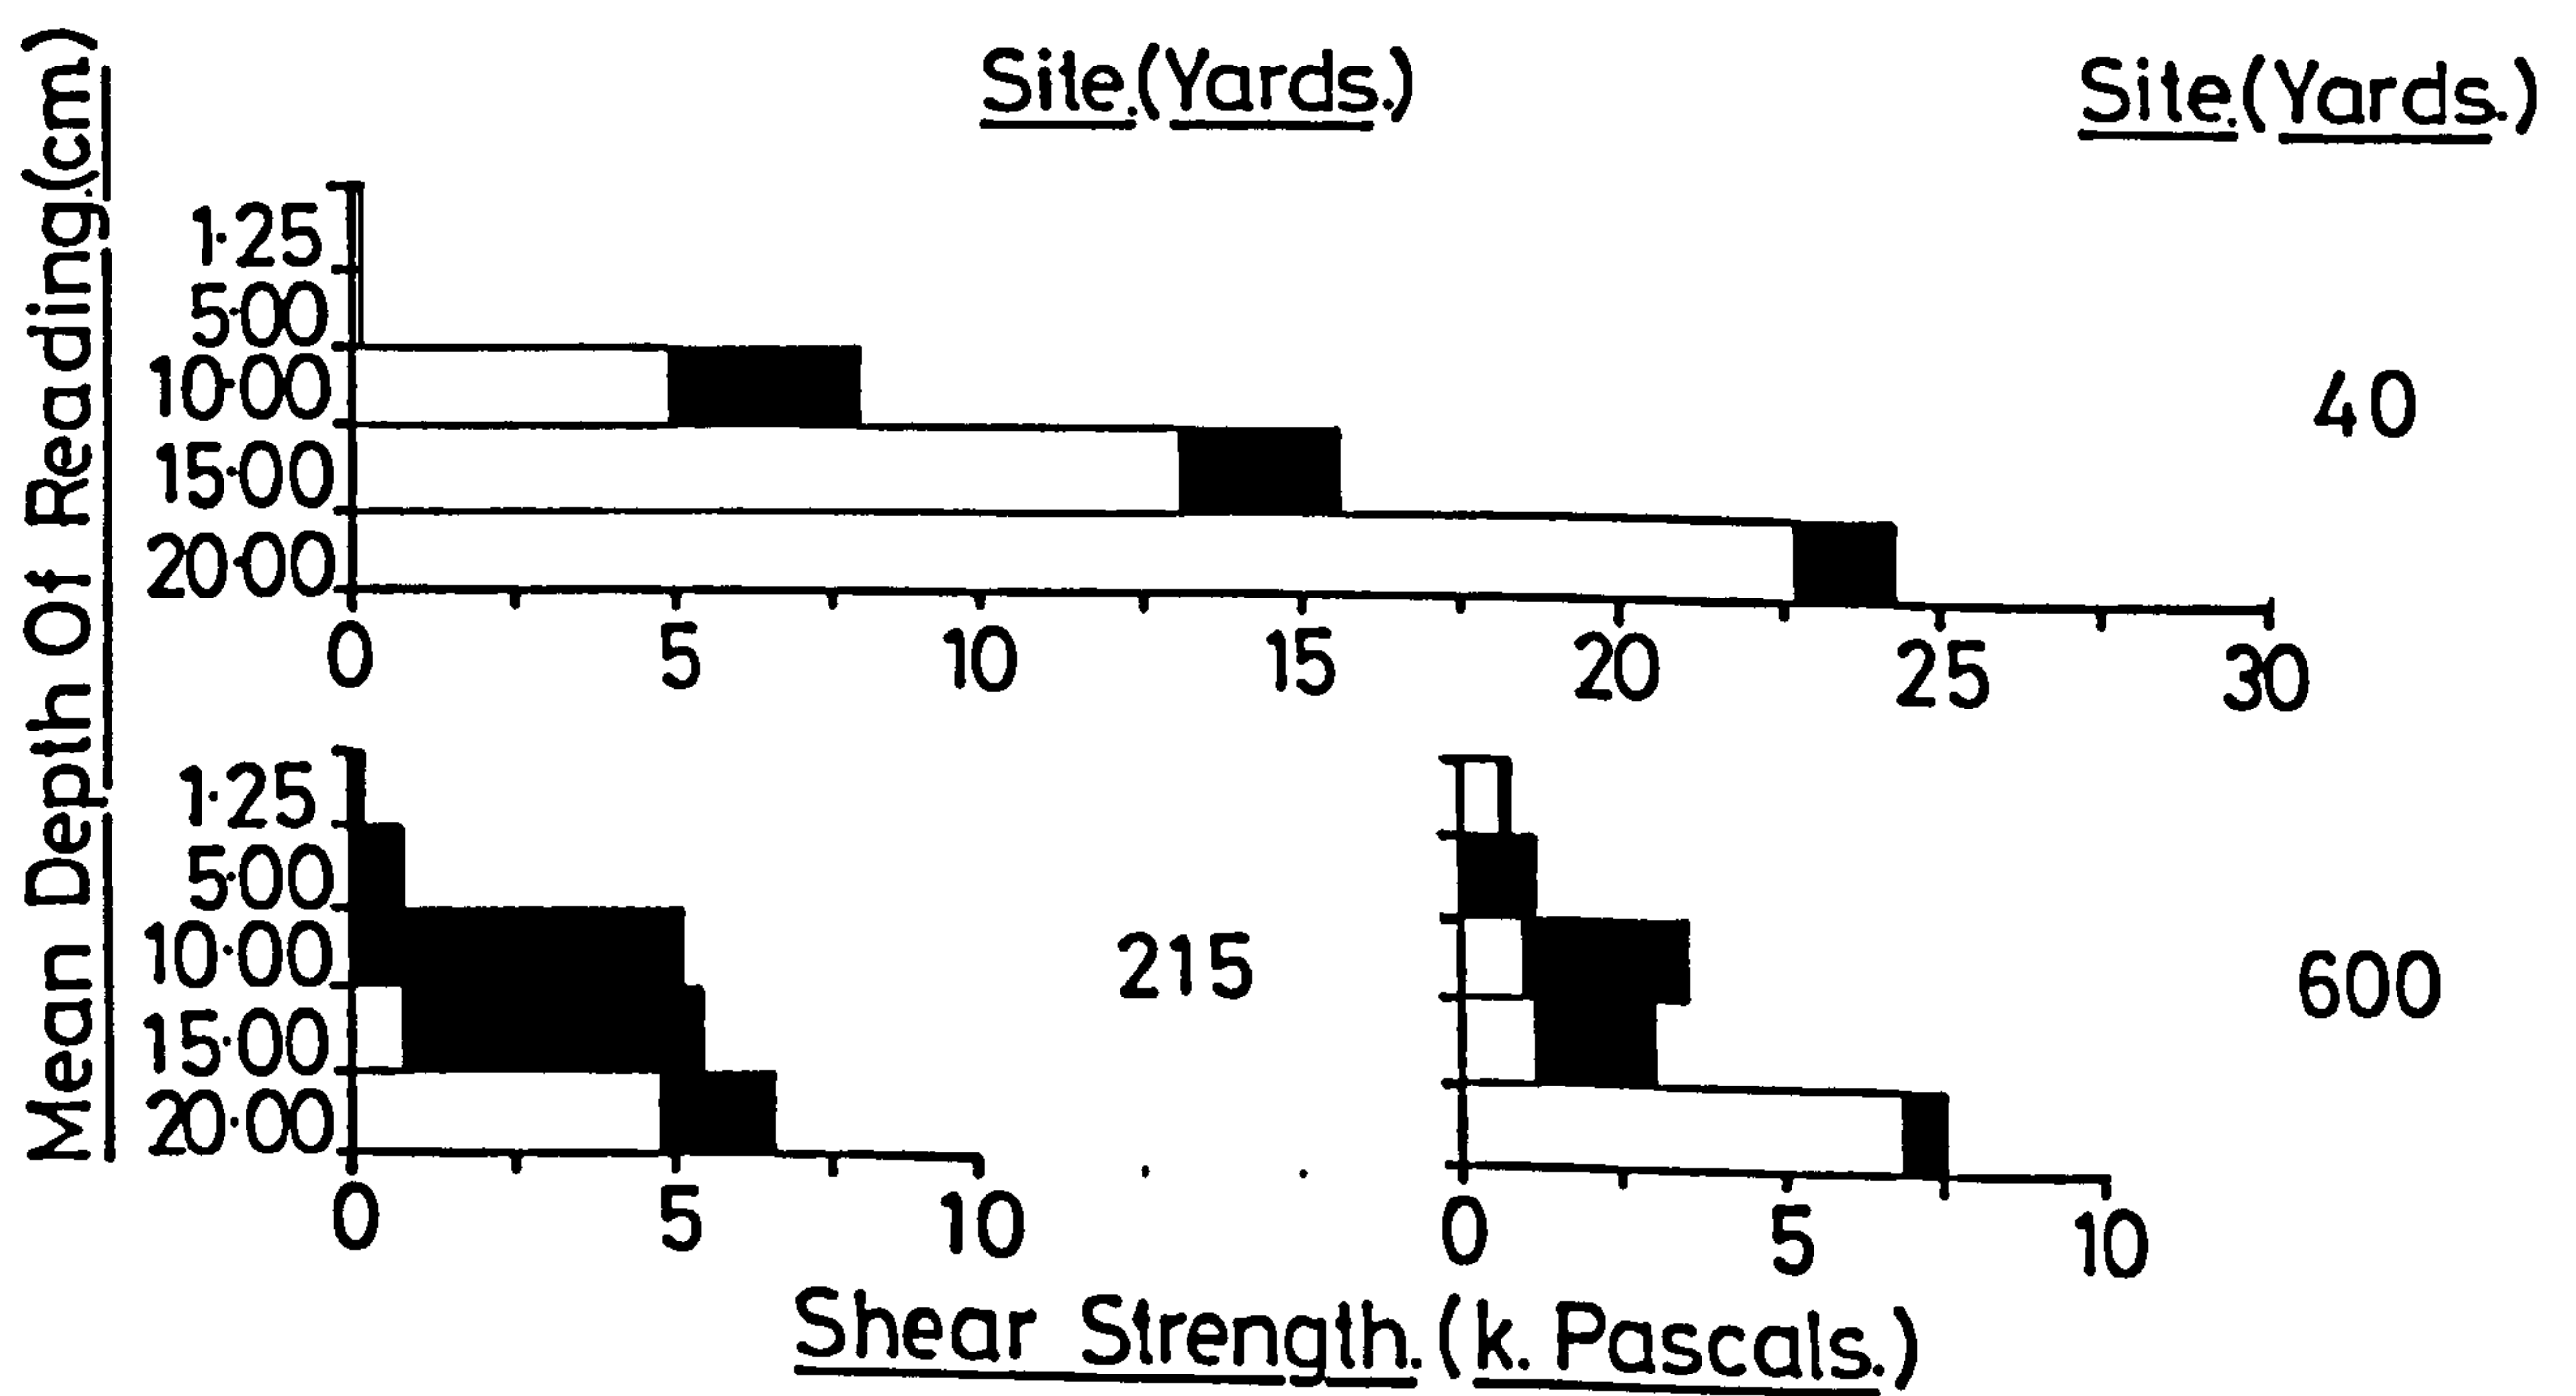 Mean Depth Of Reading.(cm)
Site.(Yards.)
Site.(Yards.)
1·25
5·00
10·00
15·00
20·00
40
0 5 10 15 20 25 30
1·25
5·00
10·00
15·00
20·00
215
600
0 5 10
0 5 10
Shear Strength.(k. Pascals.)